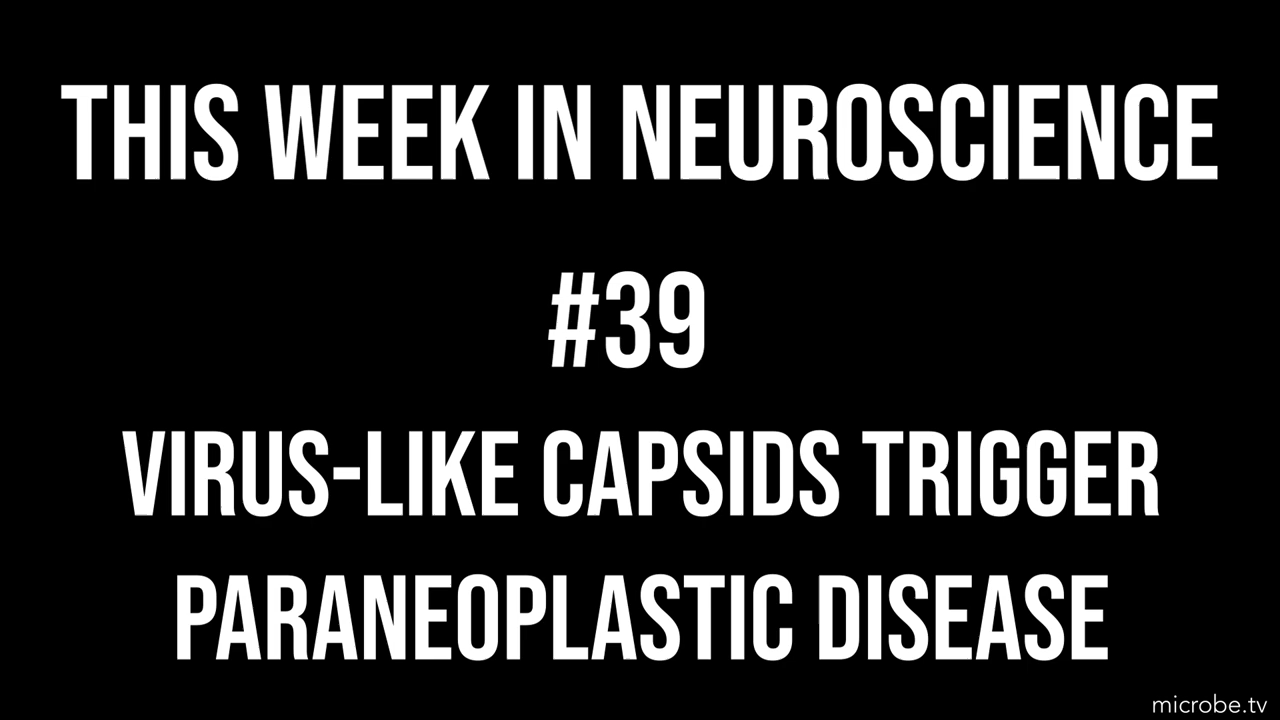 THIS WEEK IN NEUROSCIENCE
#39
VIRUS-LIKE CAPSIDS TRIGGER
PARANEOPLASTIC DISEASE
microbe.tv